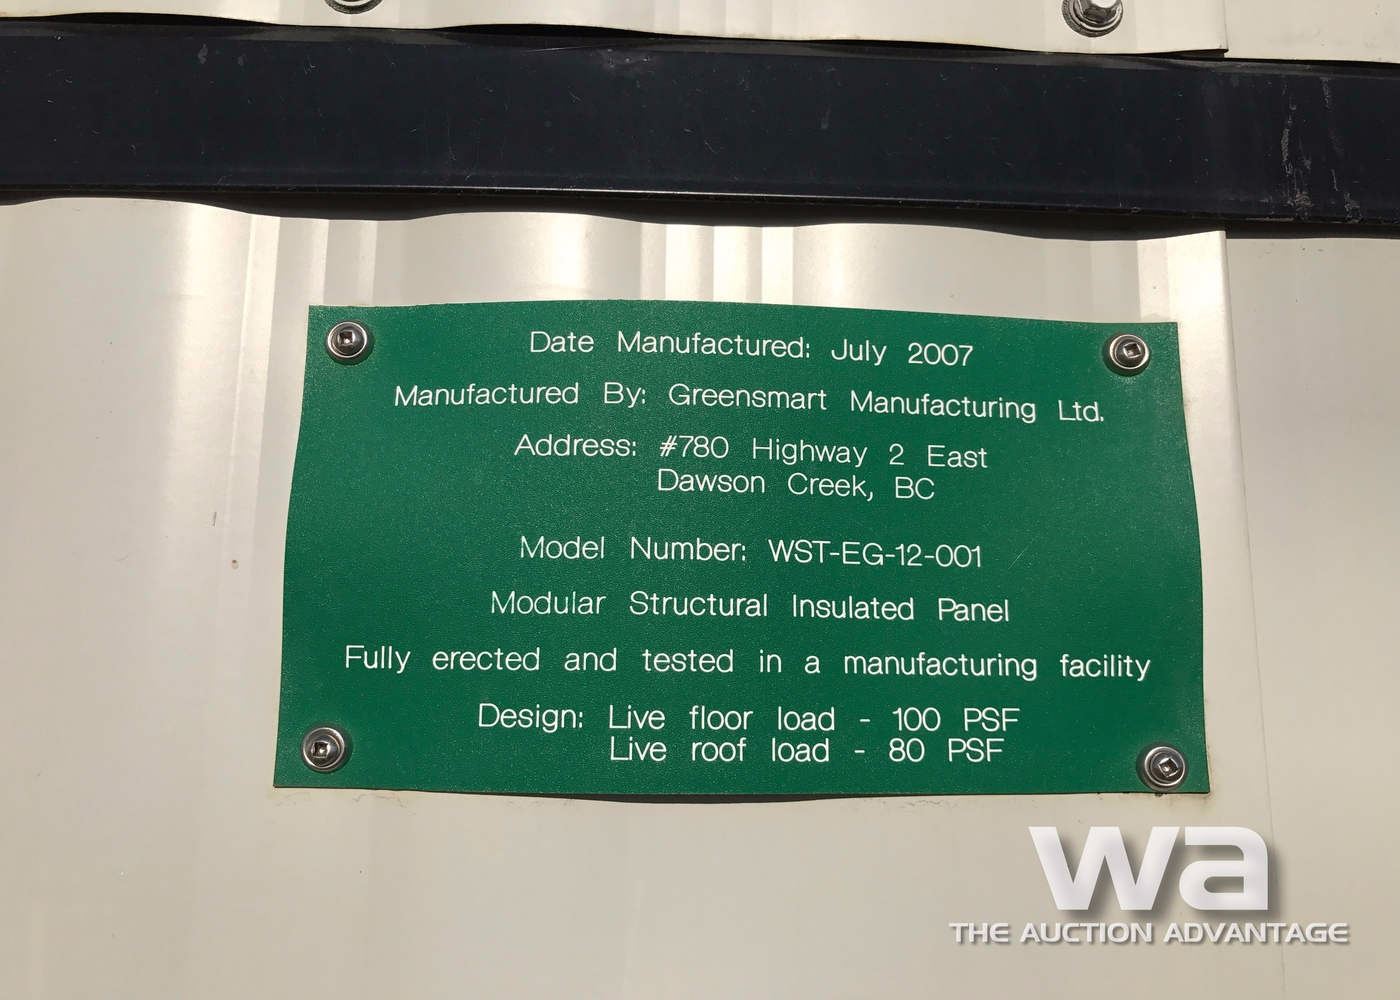 Date Manufactured: July 2007
Manufactured By: Greensmart Manufacturing Ltd.
Address: #780 Highway 2 East
Dawson Creek, BC
Model Number: WST-EG-12-001
Modular Structural Insulated Panel
Fully erected and tested in a manufacturing facility
Design: Live floor load - 100 PSF
Live roof load - 80 PSF
wa
THE AUCTION ADVANTAGE